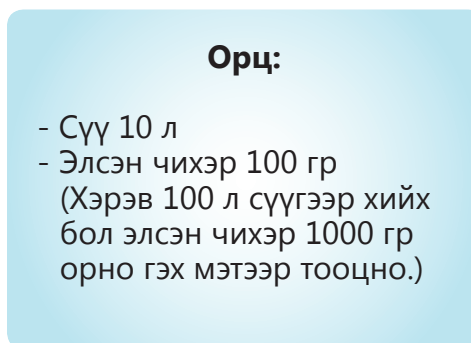 Орц:
- Сүү 10 л
- Элсэн чихэр 100 гр
(Хэрэв 100 л сүүгээр хийх
бол элсэн чихэр 1000 гр
орно гэх мэтээр тооцно.)